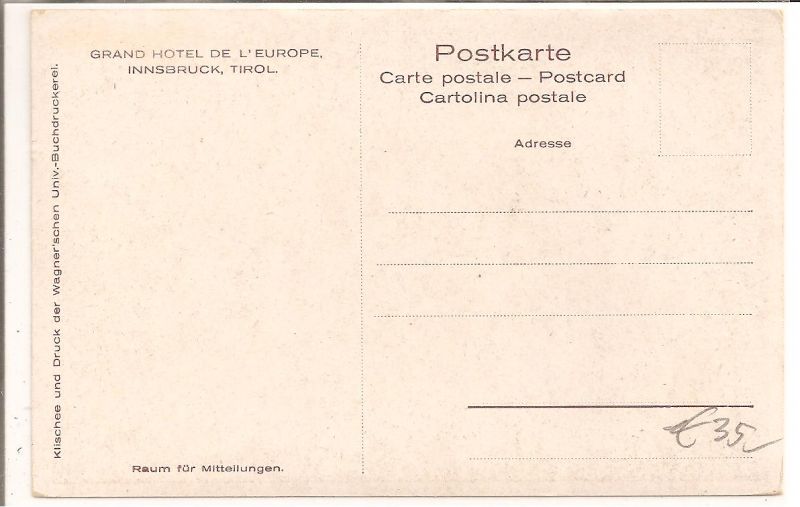 GRAND HOTEL DE L'EUROPE,
INNSBRUCK, TIROL.
Klischee und Druck der Wagner'schen Univ.-Buchdruckerei.
Raum für Mitteilungen.
Postkarte
Carte postale – Postcard
Cartolina postale
Adresse
€ 35